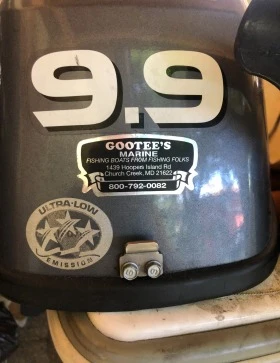 9.9
GOOTEE'S
MARINE
FISHING BOATS FROM FISHING FOLKS
1439 Hoopers Island Rd
Church Creek, MD 21622
800-792-0082
ULTRA-LOW
EMISSION